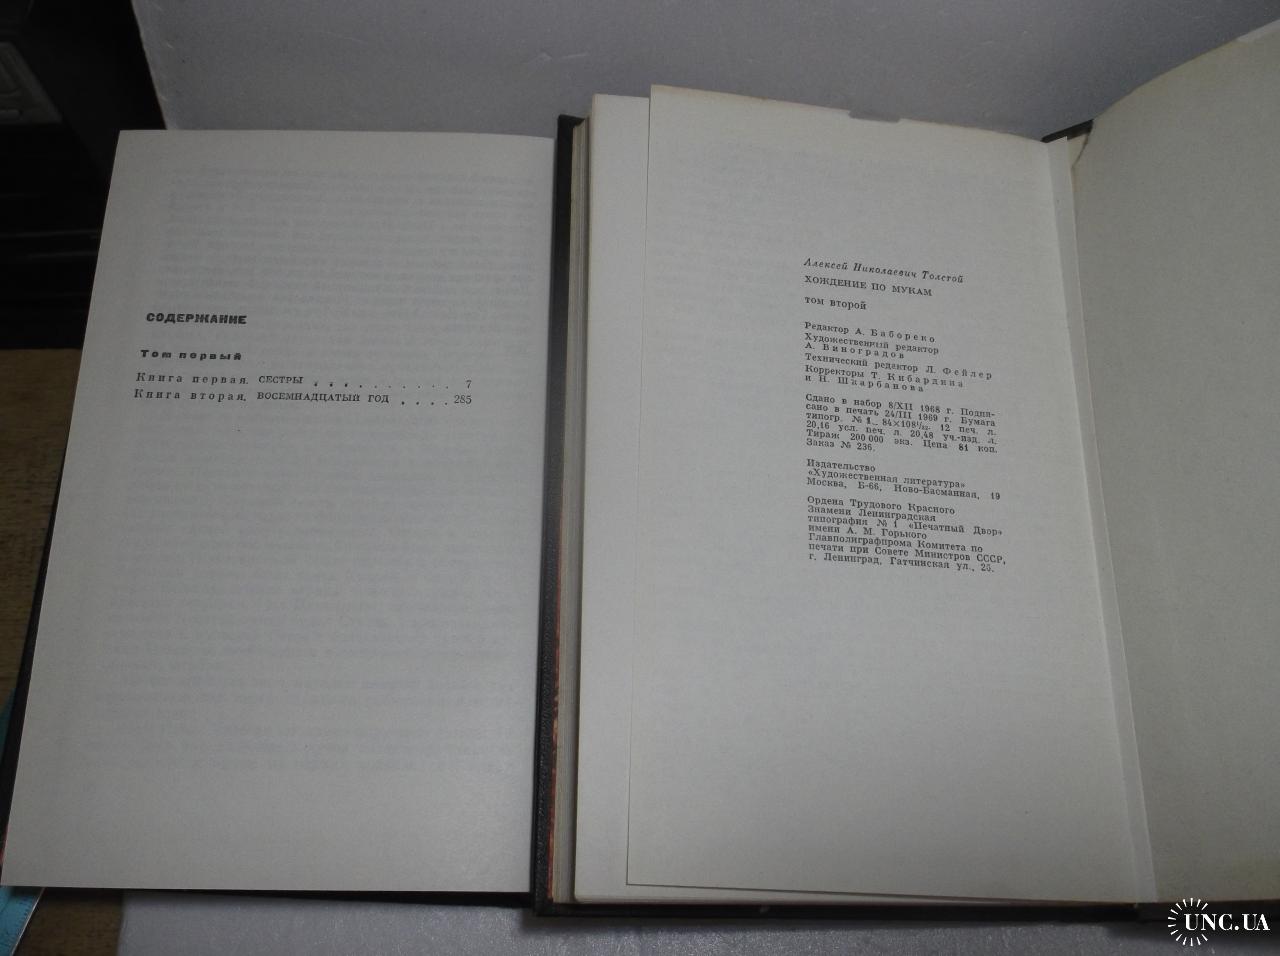 СОДЕРЖАНИЕ
Том первый
Книга первая. СЕСТРЫ . . . . . . . . . . . 7
Книга вторая. ВОСЕМНАДЦАТЫЙ ГОД . . . . 285
Алексей Николаевич Толстой
ХОЖДЕНИЕ ПО МУКАМ
том второй
Редактор А. Бабореко
Художественный редактор
А. Виноградов
Технический редактор Л. Фейлер
Корректоры Т. Кибардина
и Н. Шкарбанова
Сдано в набор 8/XII 1968 г. Подпи-
сано в печать 24/III 1969 г. Бумага
типогр. № 1. 84×108¹/₃₂. 12 печ. л.
20,16 усл. печ. л. 20,48 уч.-изд. л.
Тираж 200 000 экз. Цена 81 коп.
Заказ № 236.
Издательство
«Художественная литература»
Москва, Б-66, Ново-Басманная, 19
Ордена Трудового Красного
Знамени Ленинградская
типография № 1 «Печатный Двор»
имени А. М. Горького
Главполиграфпрома Комитета по
печати при Совете Министров СССР,
г. Ленинград, Гатчинская ул., 26.
UNC.UA